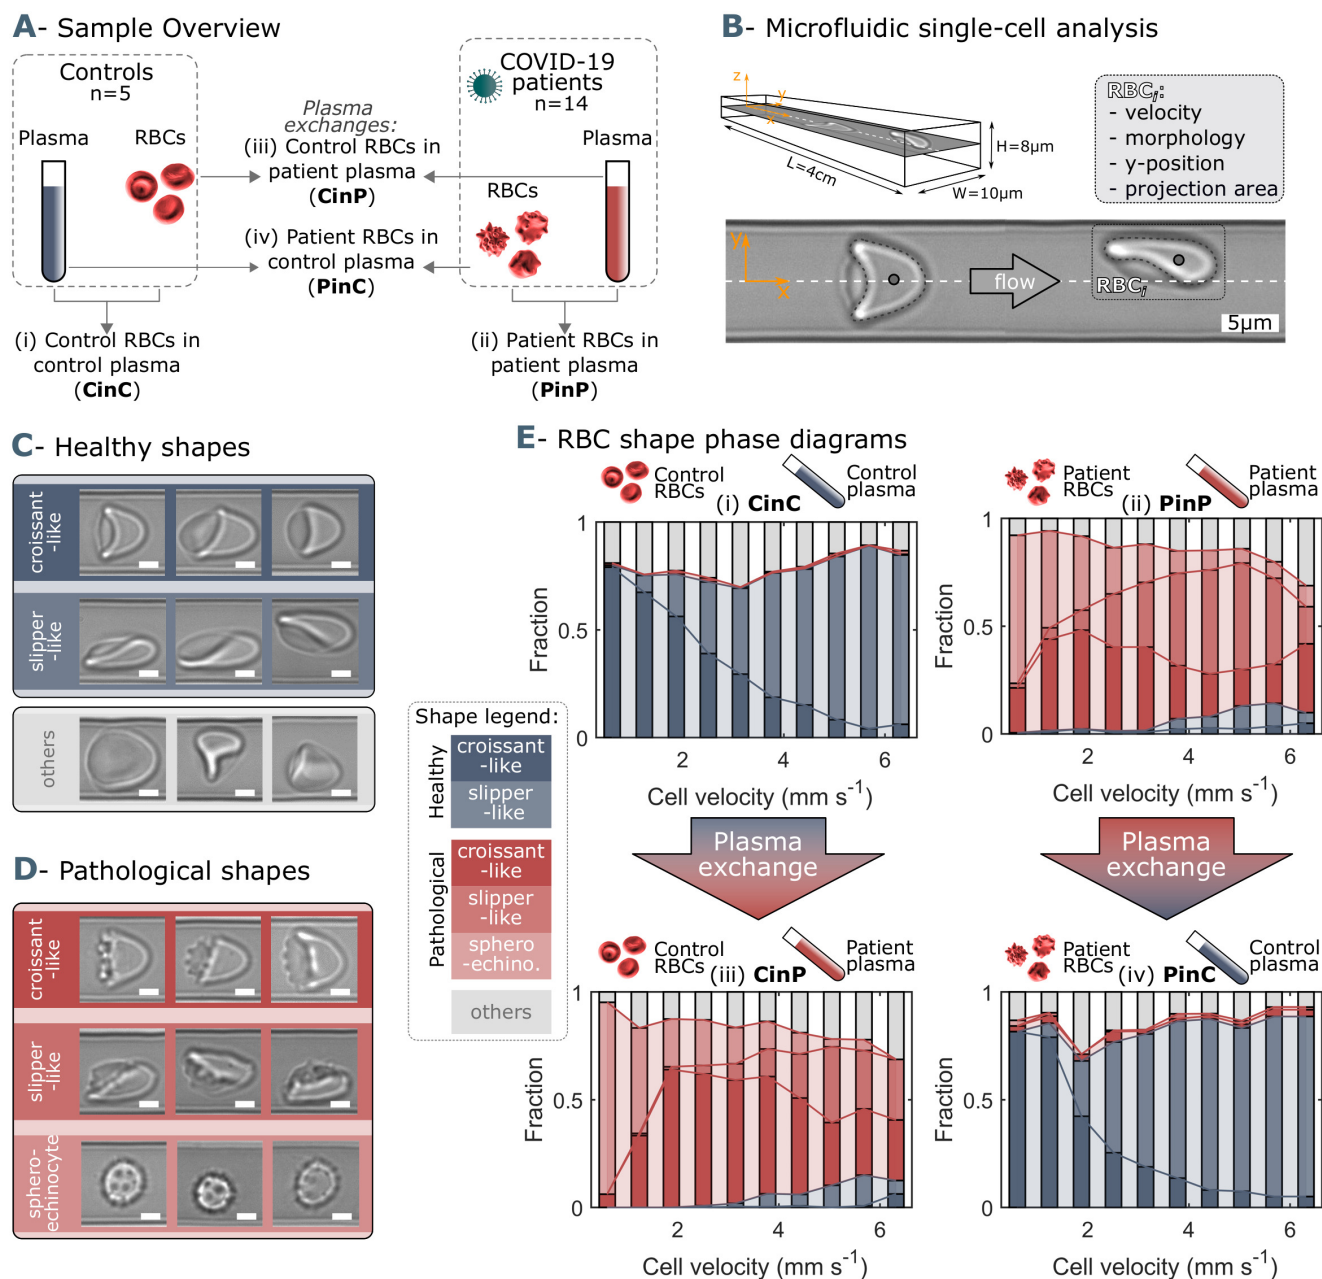 A- Sample Overview
Controls
n=5
Plasma
RBCs
COVID-19
patients
n=14
Plasma
RBCs
Plasma
exchanges:
(iii) Control RBCs in
patient plasma
(CinP)
(iv) Patient RBCs in
control plasma
(PinC)
(i) Control RBCs in
control plasma
(CinC)
(ii) Patient RBCs in
patient plasma
(PinP)
B- Microfluidic single-cell analysis
z
y
x
L=4cm
H=8μm
W=10μm
RBCi:
- velocity
- morphology
- y-position
- projection area
y
x
flow
RBCi
5μm
C- Healthy shapes
croissant
-like
slipper
-like
others
D- Pathological shapes
croissant
-like
slipper
-like
sphero-
echinocyte
Shape legend:
Healthy
croissant
-like
slipper
-like
Pathological
croissant
-like
slipper
-like
sphero
-echino.
others
E- RBC shape phase diagrams
Control
RBCs
Control
plasma
(i) CinC
1
0.5
0
Fraction
2 4 6
Cell velocity (mm s⁻¹)
Patient
RBCs
Patient
plasma
(ii) PinP
1
0.5
0
Fraction
2 4 6
Cell velocity (mm s⁻¹)
Plasma
exchange
Plasma
exchange
Control
RBCs
Patient
plasma
(iii) CinP
1
0.5
0
Fraction
2 4 6
Cell velocity (mm s⁻¹)
Patient
RBCs
Control
plasma
(iv) PinC
1
0.5
0
Fraction
2 4 6
Cell velocity (mm s⁻¹)